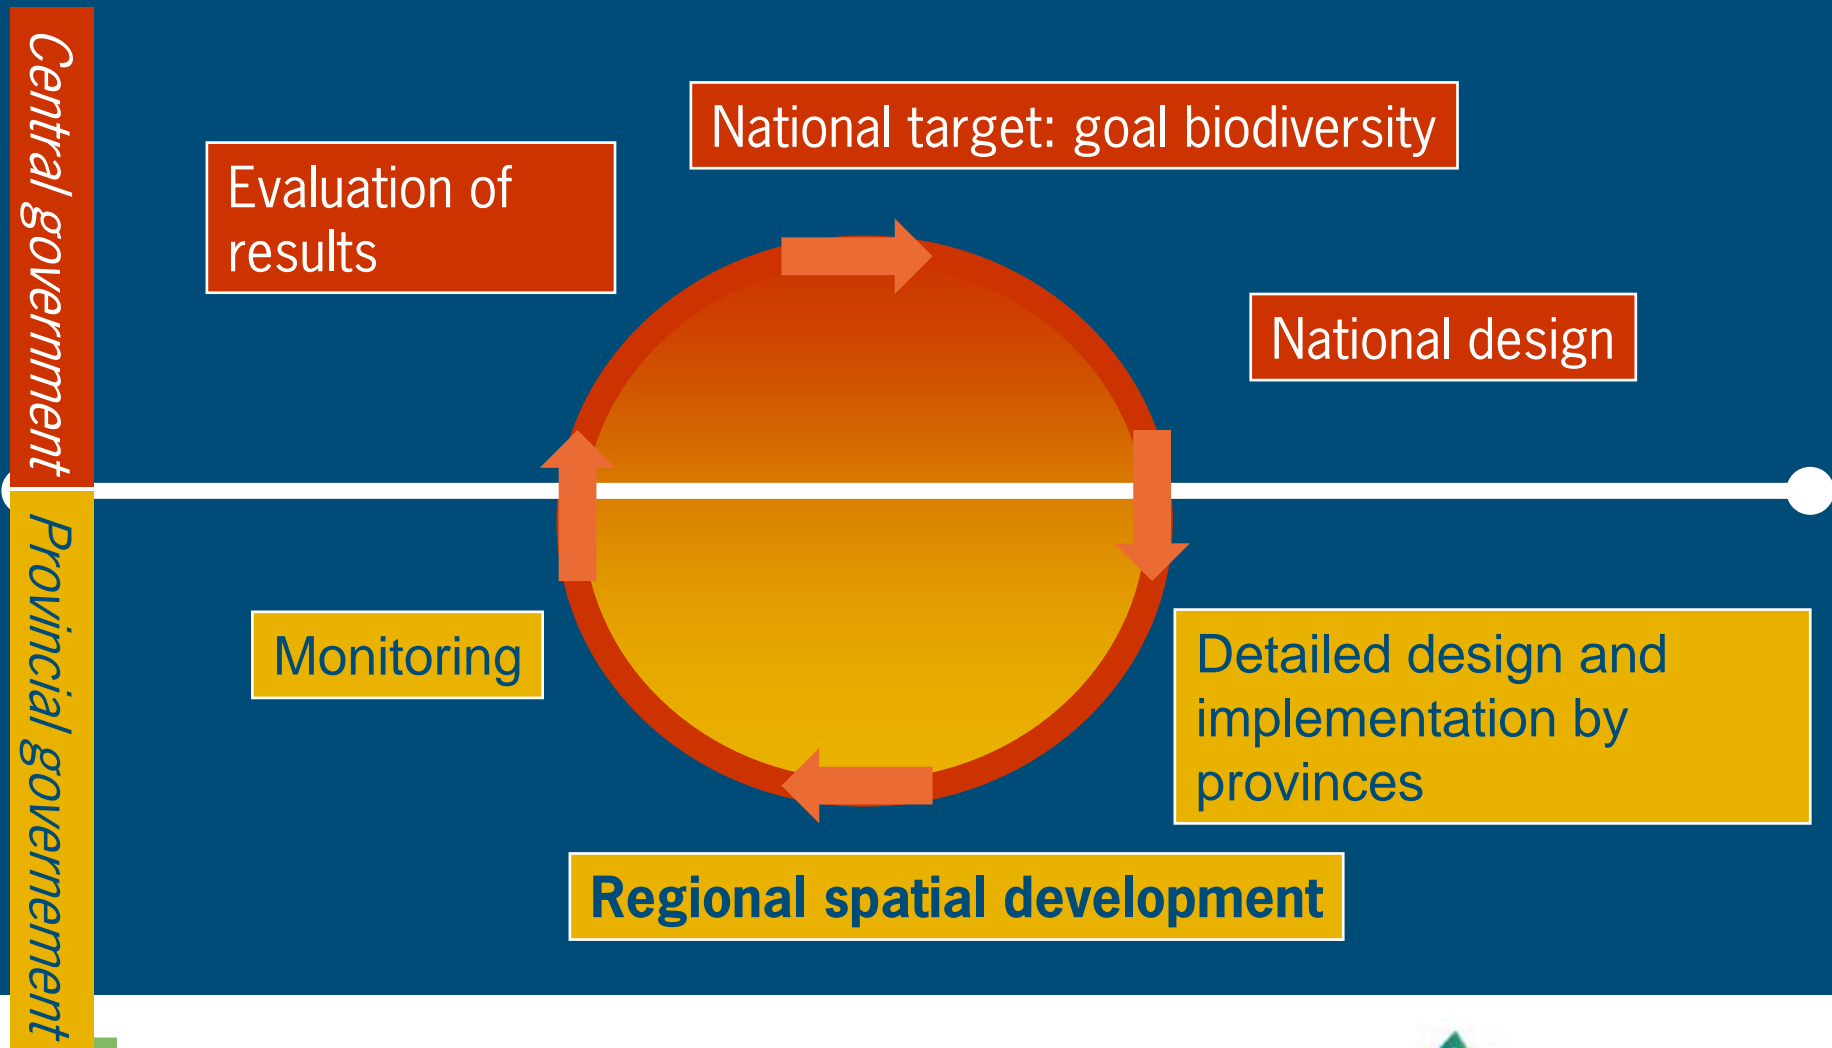 Central government
National target: goal biodiversity
Evaluation of
results
National design
Provincial governement
Monitoring
Detailed design and
implementation by
provinces
Regional spatial development